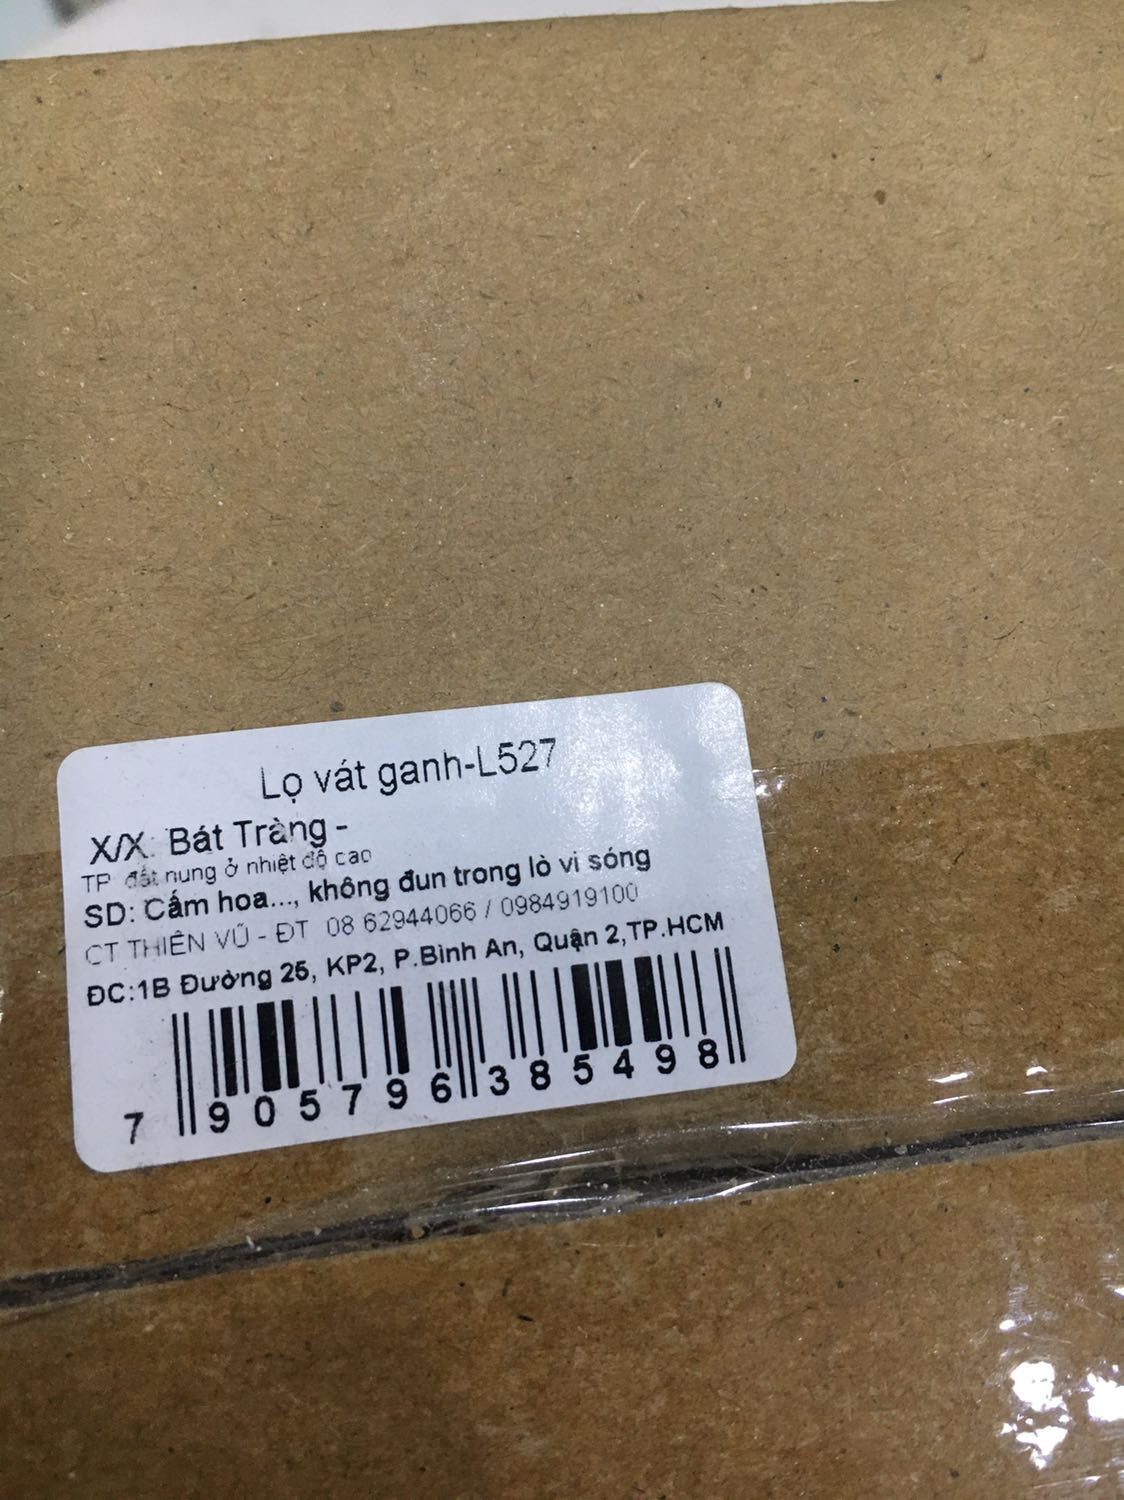 Lọ vát ganh-L527
X/X: Bát Tràng -
TP đất nung ở nhiệt độ cao
SD: Cắm hoa..., không đun trong lò vi sóng
CT THIÊN VŨ - ĐT 08 62944066 / 0984919100
ĐC:1B Đường 25, KP2, P.Bình An, Quận 2,TP.HCM
7 905796 385498